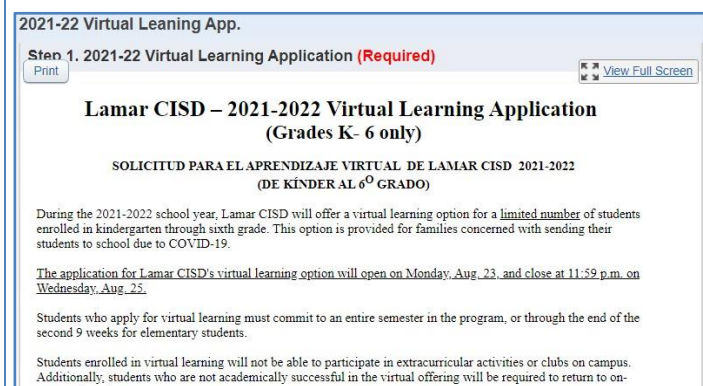 2021-22 Virtual Leaning App.
Step 1. 2021-22 Virtual Learning Application (Required)
Print
View Full Screen
Lamar CISD – 2021-2022 Virtual Learning Application
(Grades K- 6 only)
SOLICITUD PARA EL APRENDIZAJE VIRTUAL DE LAMAR CISD 2021-2022
(DE KÍNDER AL 6O GRADO)
During the 2021-2022 school year, Lamar CISD will offer a virtual learning option for a limited number of students
enrolled in kindergarten through sixth grade. This option is provided for families concerned with sending their
students to school due to COVID-19.
The application for Lamar CISD's virtual learning option will open on Monday, Aug. 23, and close at 11:59 p.m. on
Wednesday, Aug. 25.
Students who apply for virtual learning must commit to an entire semester in the program, or through the end of the
second 9 weeks for elementary students.
Students enrolled in virtual learning will not be able to participate in extracurricular activities or clubs on campus.
Additionally, students who are not academically successful in the virtual offering will be required to return to on-